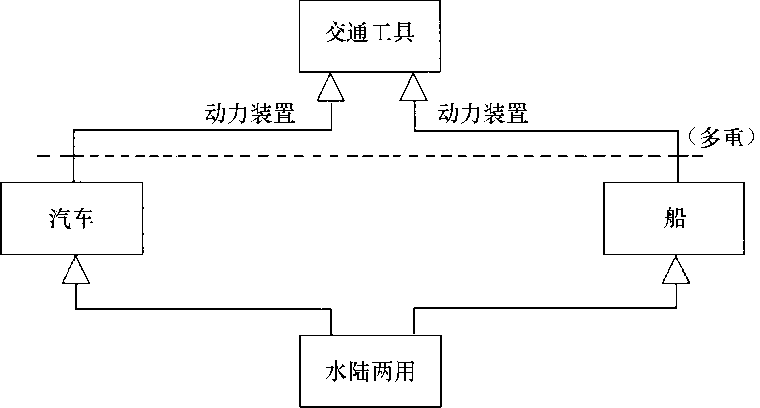 交通工具
动力装置
动力装置
(多重)
汽车
船
水陆两用